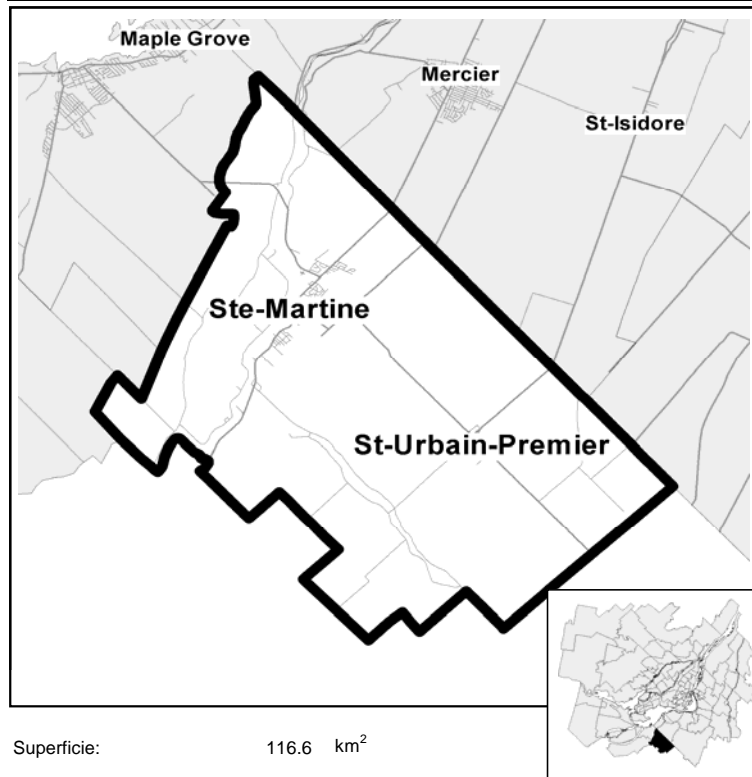 Maple Grove
Mercier
St-Isidore
Ste-Martine
St-Urbain-Premier
Superficie: 116.6 km²